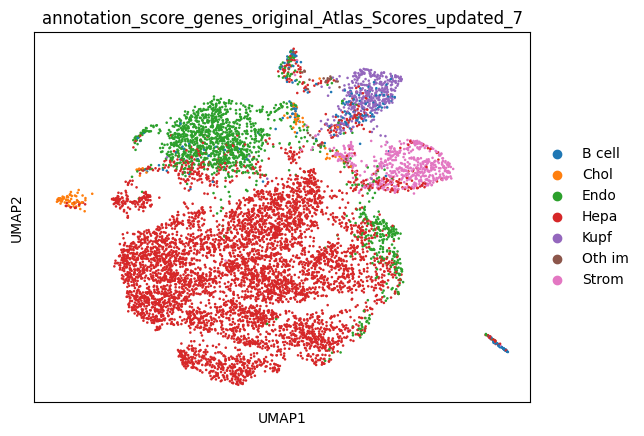 annotation_score_genes_original_Atlas_Scores_updated_7
UMAP2
B cell
Chol
Endo
Hepa
Kupf
Oth im
Strom
UMAP1